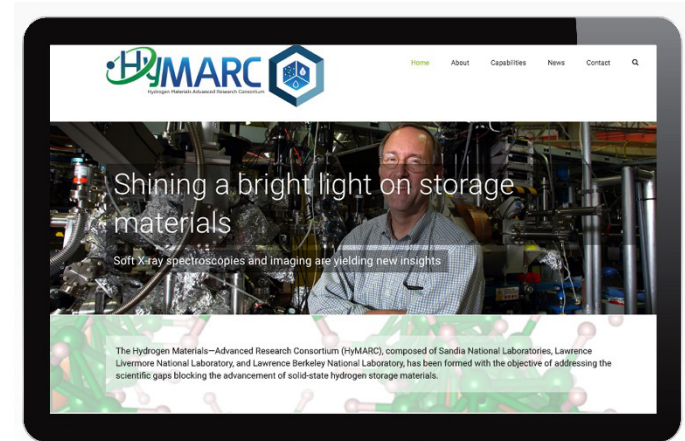 HyMARC
Hydrogen Materials Advanced Research Consortium
Home About Capabilities News Contact
Shining a bright light on storage
materials
Soft X-ray spectroscopies and imaging are yielding new insights
The Hydrogen Materials—Advanced Research Consortium (HyMARC), composed of Sandia National Laboratories, Lawrence
Livermore National Laboratory, and Lawrence Berkeley National Laboratory, has been formed with the objective of addressing the
scientific gaps blocking the advancement of solid-state hydrogen storage materials.